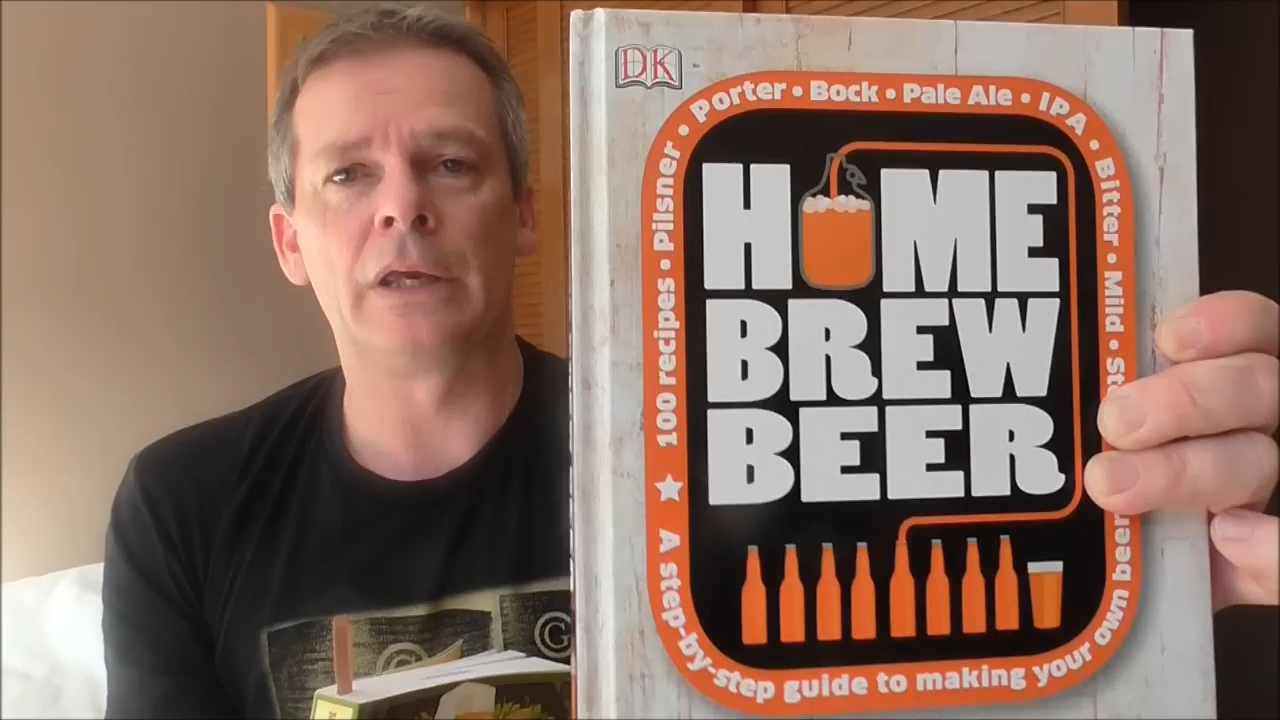 DK
100 recipes • Pilsner • Porter • Bock • Pale Ale • IPA • Bitter • Mild •
H ME
BREW
BEER
A step-by-step guide to making your own beer
G
G